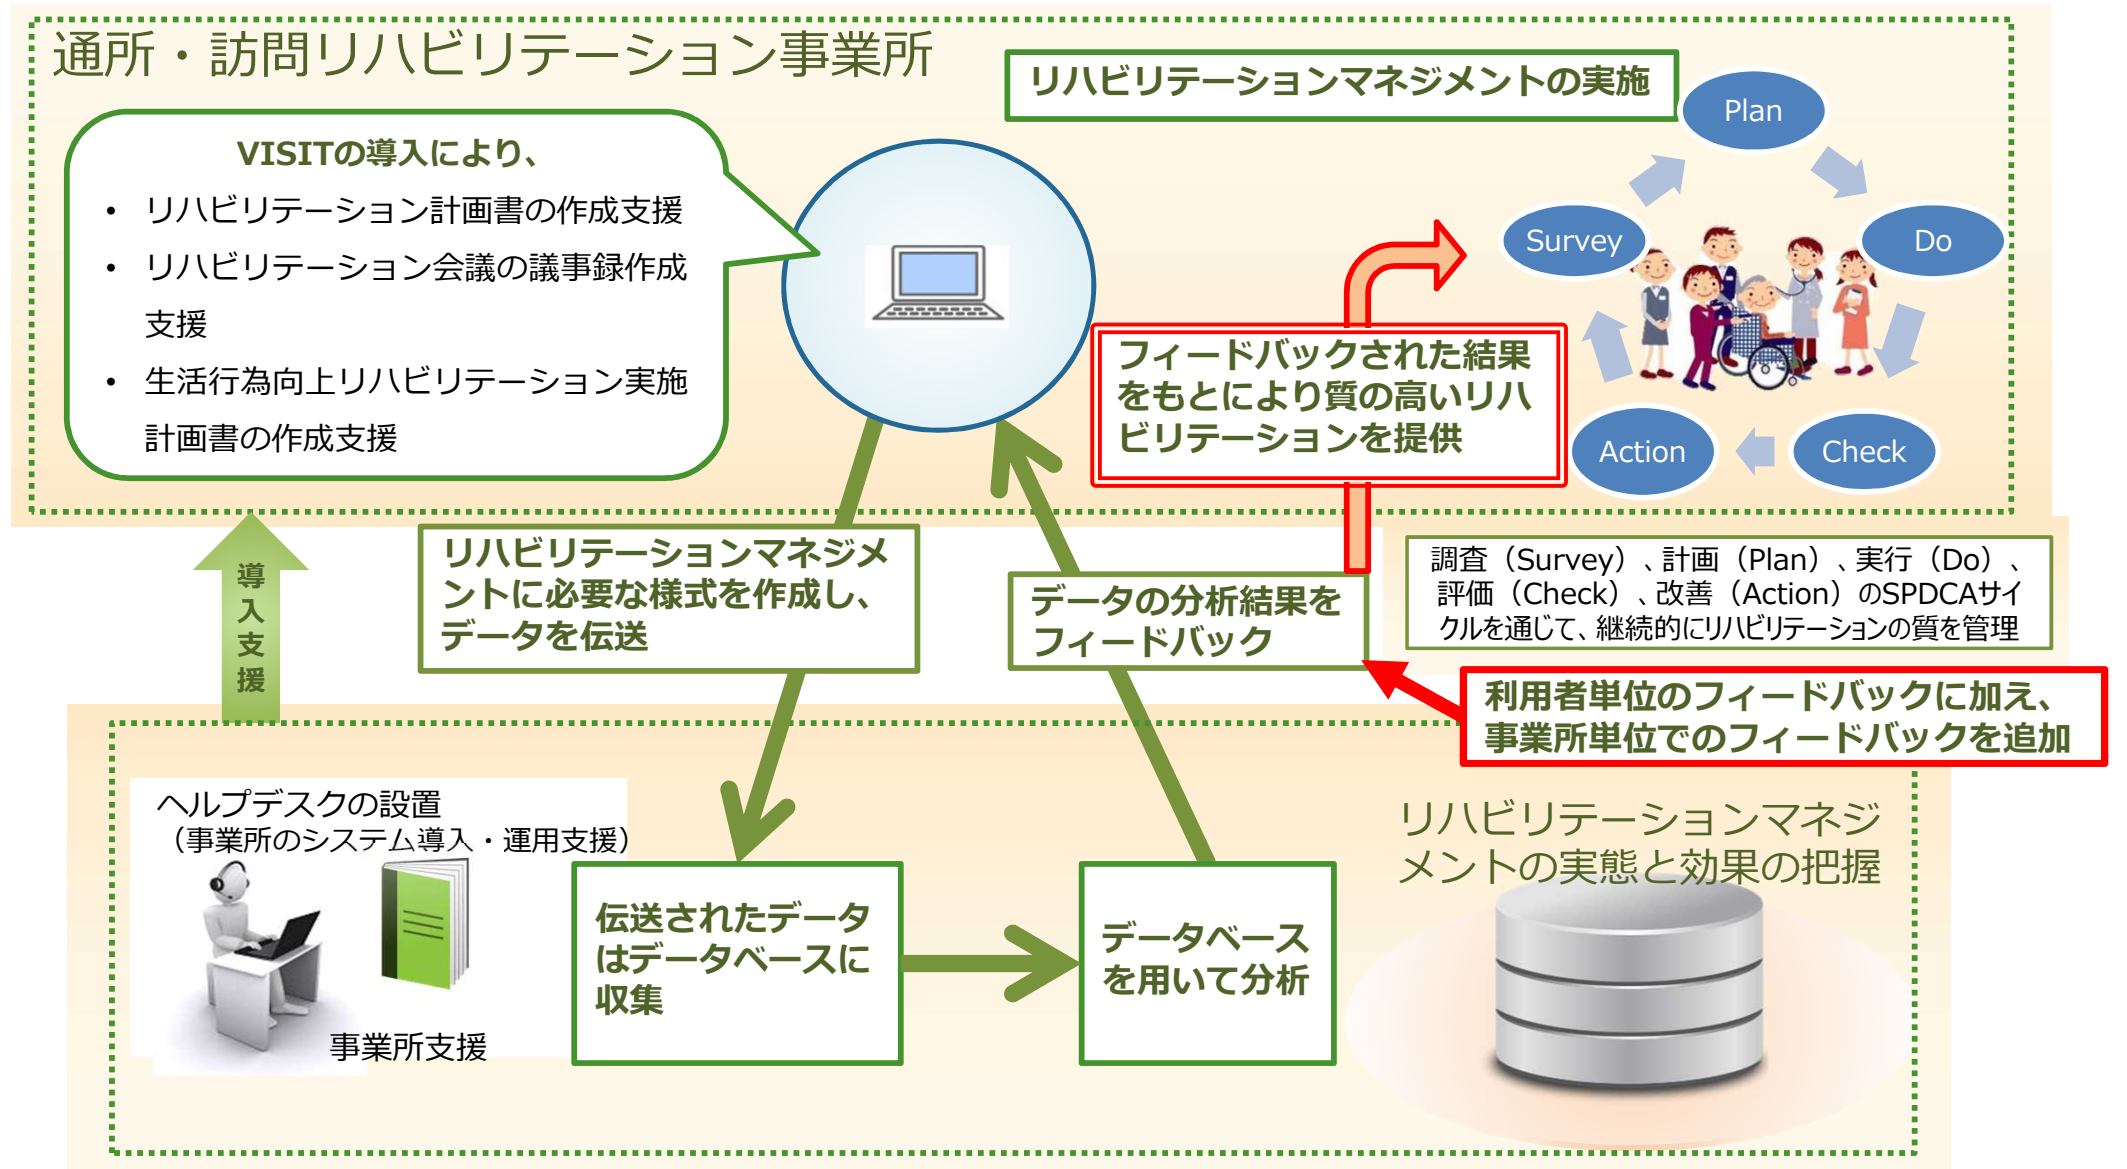 通所・訪問リハビリテーション事業所
リハビリテーションマネジメントの実施
VISITの導入により、
• リハビリテーション計画書の作成支援
• リハビリテーション会議の議事録作成
支援
• 生活行為向上リハビリテーション実施
計画書の作成支援
Plan
Do
Check
Action
Survey
フィードバックされた結果
をもとにより質の高いリハ
ビリテーションを提供
導
入
支
援
リハビリテーションマネジメ
ントに必要な様式を作成し、
データを伝送
データの分析結果を
フィードバック
調査（Survey）、計画（Plan）、実行（Do）、
評価（Check）、改善（Action）のSPDCAサイ
クルを通じて、継続的にリハビリテーションの質を管理
利用者単位のフィードバックに加え、
事業所単位でのフィードバックを追加
ヘルプデスクの設置
（事業所のシステム導入・運用支援）
事業所支援
伝送されたデータ
はデータベースに
収集
データベース
を用いて分析
リハビリテーションマネジ
メントの実態と効果の把握